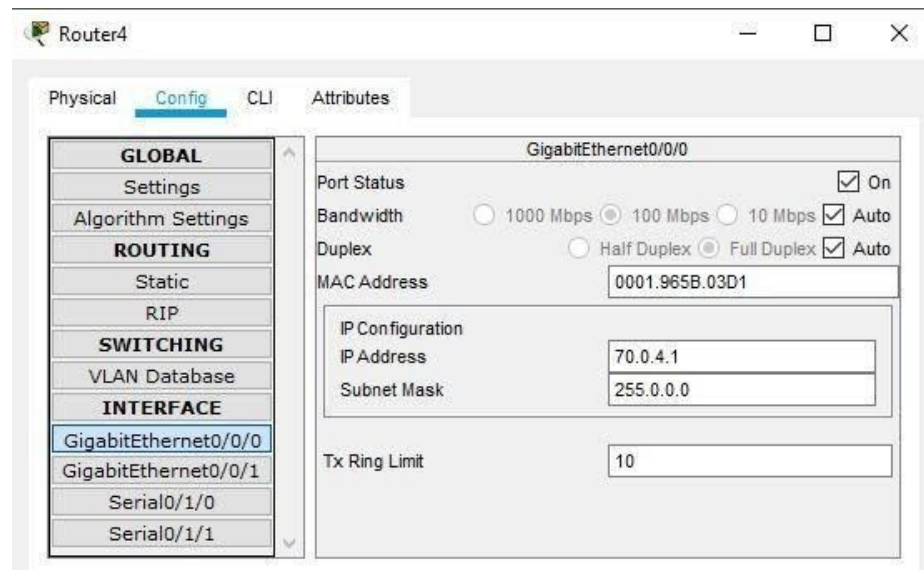 Router4
Physical Config CLI Attributes
GLOBAL
Settings
Algorithm Settings
ROUTING
Static
RIP
SWITCHING
VLAN Database
INTERFACE
GigabitEthernet0/0/0
GigabitEthernet0/0/1
Serial0/1/0
Serial0/1/1
GigabitEthernet0/0/0
Port Status On
Bandwidth 1000 Mbps 100 Mbps 10 Mbps Auto
Duplex Half Duplex Full Duplex Auto
MAC Address 0001.965B.03D1
IP Configuration
IP Address 70.0.4.1
Subnet Mask 255.0.0.0
Tx Ring Limit 10